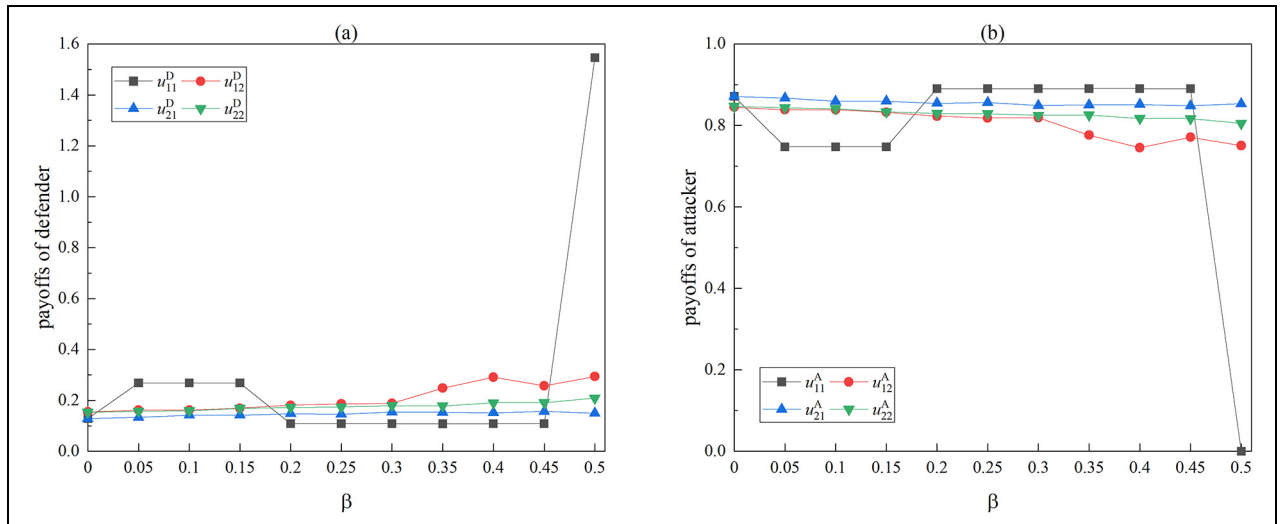 (a)
payoffs of defender
1.6
1.4
1.2
1.0
0.8
0.6
0.4
0.2
0.0
u₁₁ᴰ u₁₂ᴰ
u₂₁ᴰ u₂₂ᴰ
0 0.05 0.1 0.15 0.2 0.25 0.3 0.35 0.4 0.45 0.5
β
(b)
payoffs of attacker
1.0
0.8
0.6
0.4
0.2
0.0
u₁₁ᴬ u₁₂ᴬ
u₂₁ᴬ u₂₂ᴬ
0 0.05 0.1 0.15 0.2 0.25 0.3 0.35 0.4 0.45 0.5
β